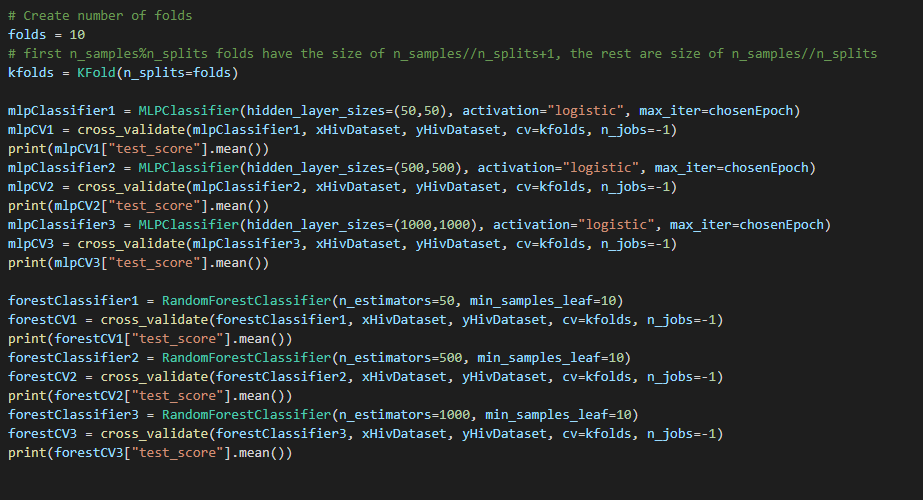 # Create number of folds
folds = 10
# first n_samples%n_splits folds have the size of n_samples//n_splits+1, the rest are size of n_samples//n_splits
kfolds = KFold(n_splits=folds)
mlpClassifier1 = MLPClassifier(hidden_layer_sizes=(50,50), activation="logistic", max_iter=chosenEpoch)
mlpCV1 = cross_validate(mlpClassifier1, xHivDataset, yHivDataset, cv=kfolds, n_jobs=-1)
print(mlpCV1["test_score"].mean())
mlpClassifier2 = MLPClassifier(hidden_layer_sizes=(500,500), activation="logistic", max_iter=chosenEpoch)
mlpCV2 = cross_validate(mlpClassifier2, xHivDataset, yHivDataset, cv=kfolds, n_jobs=-1)
print(mlpCV2["test_score"].mean())
mlpClassifier3 = MLPClassifier(hidden_layer_sizes=(1000,1000), activation="logistic", max_iter=chosenEpoch)
mlpCV3 = cross_validate(mlpClassifier3, xHivDataset, yHivDataset, cv=kfolds, n_jobs=-1)
print(mlpCV3["test_score"].mean())
forestClassifier1 = RandomForestClassifier(n_estimators=50, min_samples_leaf=10)
forestCV1 = cross_validate(forestClassifier1, xHivDataset, yHivDataset, cv=kfolds, n_jobs=-1)
print(forestCV1["test_score"].mean())
forestClassifier2 = RandomForestClassifier(n_estimators=500, min_samples_leaf=10)
forestCV2 = cross_validate(forestClassifier2, xHivDataset, yHivDataset, cv=kfolds, n_jobs=-1)
print(forestCV2["test_score"].mean())
forestClassifier3 = RandomForestClassifier(n_estimators=1000, min_samples_leaf=10)
forestCV3 = cross_validate(forestClassifier3, xHivDataset, yHivDataset, cv=kfolds, n_jobs=-1)
print(forestCV3["test_score"].mean())